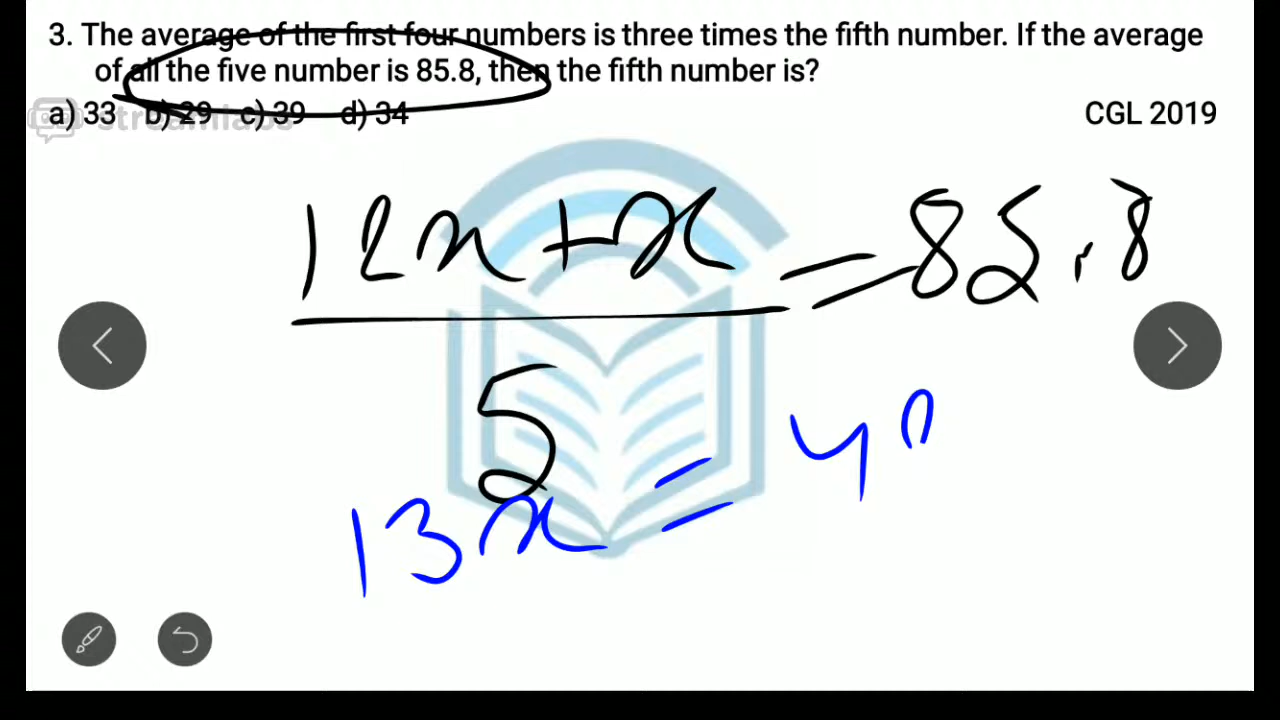 3. The average of the first four numbers is three times the fifth number. If the average
of all the five number is 85.8, then the fifth number is?
a) 33 b) 29 c) 39 d) 34 CGL 2019
streamlabs
12x + x = 85.8
5
13x = 4